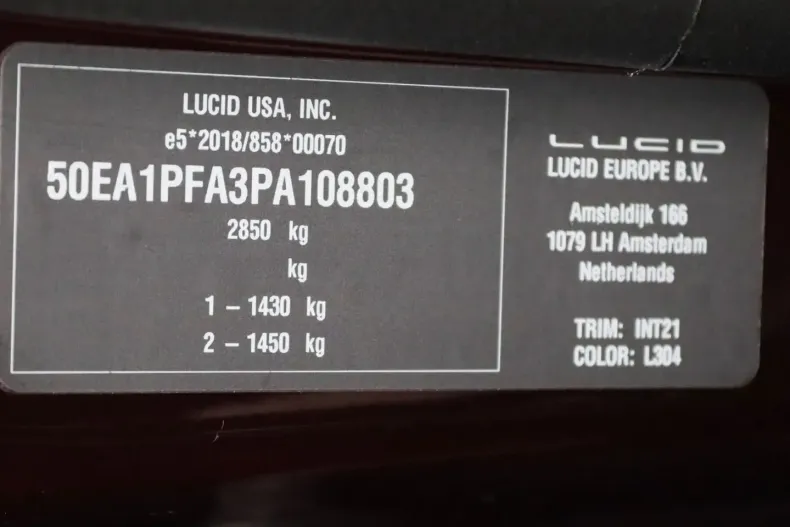 LUCID USA, INC.
e5*2018/858*00070
50EA1PFA3PA108803
2850 kg
kg
1 – 1430 kg
2 – 1450 kg
LUCID
LUCID EUROPE B.V.
Amsteldijk 166
1079 LH Amsterdam
Netherlands
TRIM: INT21
COLOR: L304